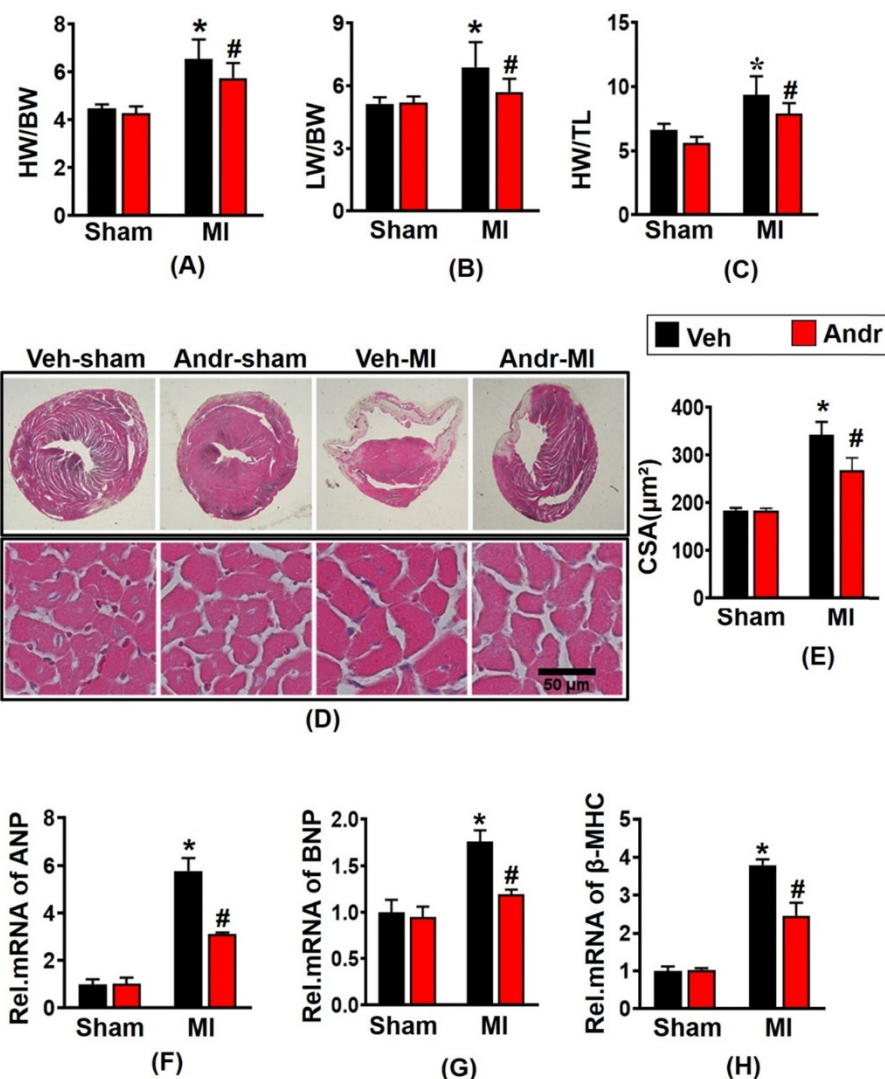 HW/BW
8
6
4
2
0
*
#
Sham MI
(A)
LW/BW
9
6
3
0
*
#
Sham MI
(B)
HW/TL
15
10
5
0
*
#
Sham MI
(C)
Veh-sham Andr-sham Veh-MI Andr-MI
50 µm
(D)
Veh Andr
CSA(µm²)
400
300
200
100
0
*
#
Sham MI
(E)
Rel.mRNA of ANP
8
6
4
2
0
*
#
Sham MI
(F)
Rel.mRNA of BNP
2.0
1.5
1.0
0.5
0.0
*
#
Sham MI
(G)
Rel.mRNA of β-MHC
5
4
3
2
1
0
*
#
Sham MI
(H)